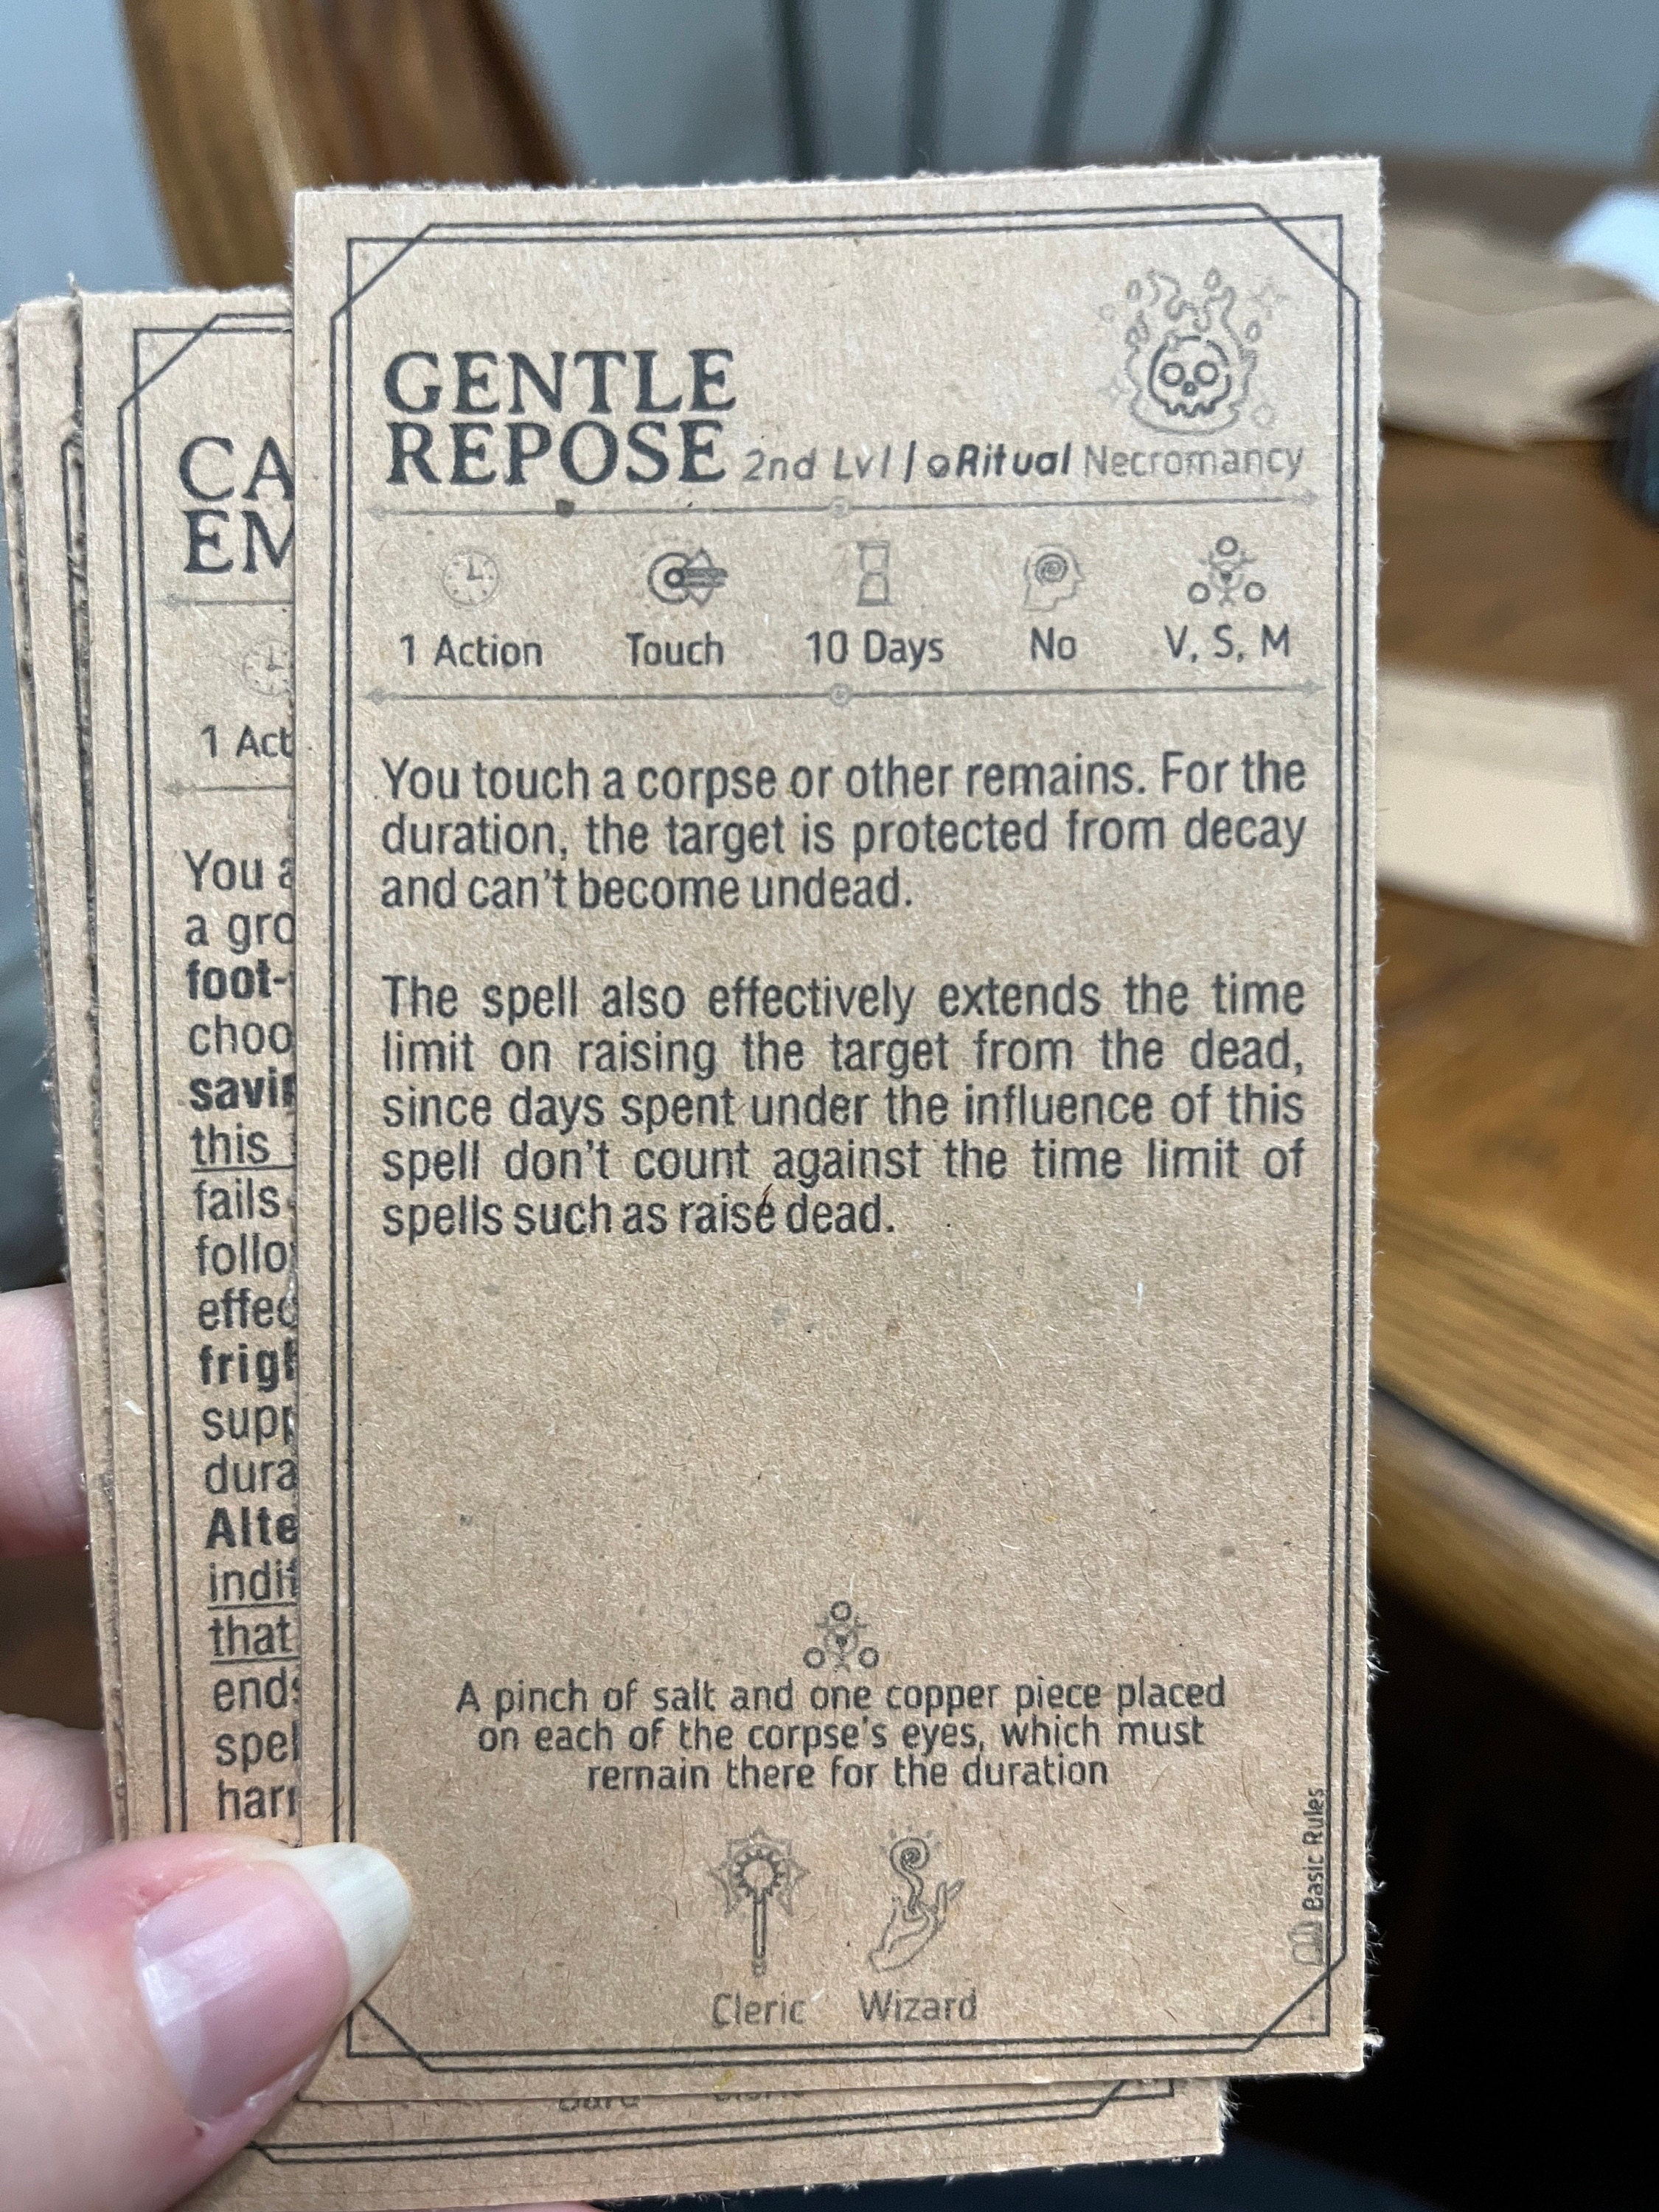 GENTLE
REPOSE 2nd Lvl | Ritual Necromancy
1 Action Touch 10 Days No V, S, M
You touch a corpse or other remains. For the
duration, the target is protected from decay
and can't become undead.
The spell also effectively extends the time
limit on raising the target from the dead,
since days spent under the influence of this
spell don't count against the time limit of
spells such as raise dead.
A pinch of salt and one copper piece placed
on each of the corpse's eyes, which must
remain there for the duration
Cleric Wizard
Basic Rules
CA
EM
1 Act
You a
a gro
foot-
choo
savin
this
fails
follo
effec
frigh
supp
dura
Alte
indif
that
ends
spel
harm